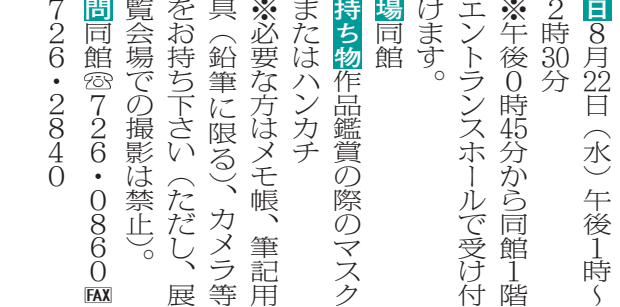 日8月22日（水）午後1時～
2時30分
※午後0時45分から同館1階
エントランスホールで受け付
けます。
場同館
持ち物作品鑑賞の際のマスク
またはハンカチ
※必要な方はメモ帳、筆記用
具（鉛筆に限る）、カメラ等
をお持ち下さい（ただし、展
覧会場での撮影は禁止）。
問同館☎726・0860FAX
726・2840